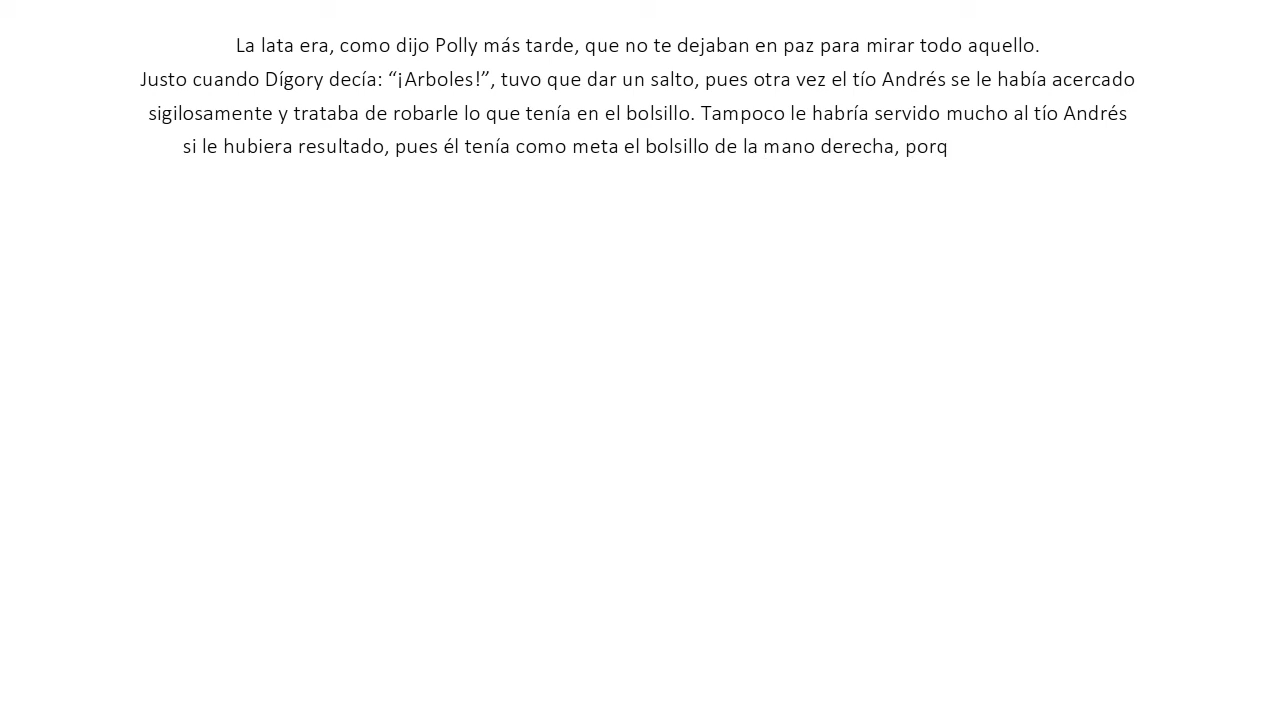 La lata era, como dijo Polly más tarde, que no te dejaban en paz para mirar todo aquello.
Justo cuando Dígory decía: “¡Arboles!”, tuvo que dar un salto, pues otra vez el tío Andrés se le había acercado
sigilosamente y trataba de robarle lo que tenía en el bolsillo. Tampoco le habría servido mucho al tío Andrés
si le hubiera resultado, pues él tenía como meta el bolsillo de la mano derecha, porq